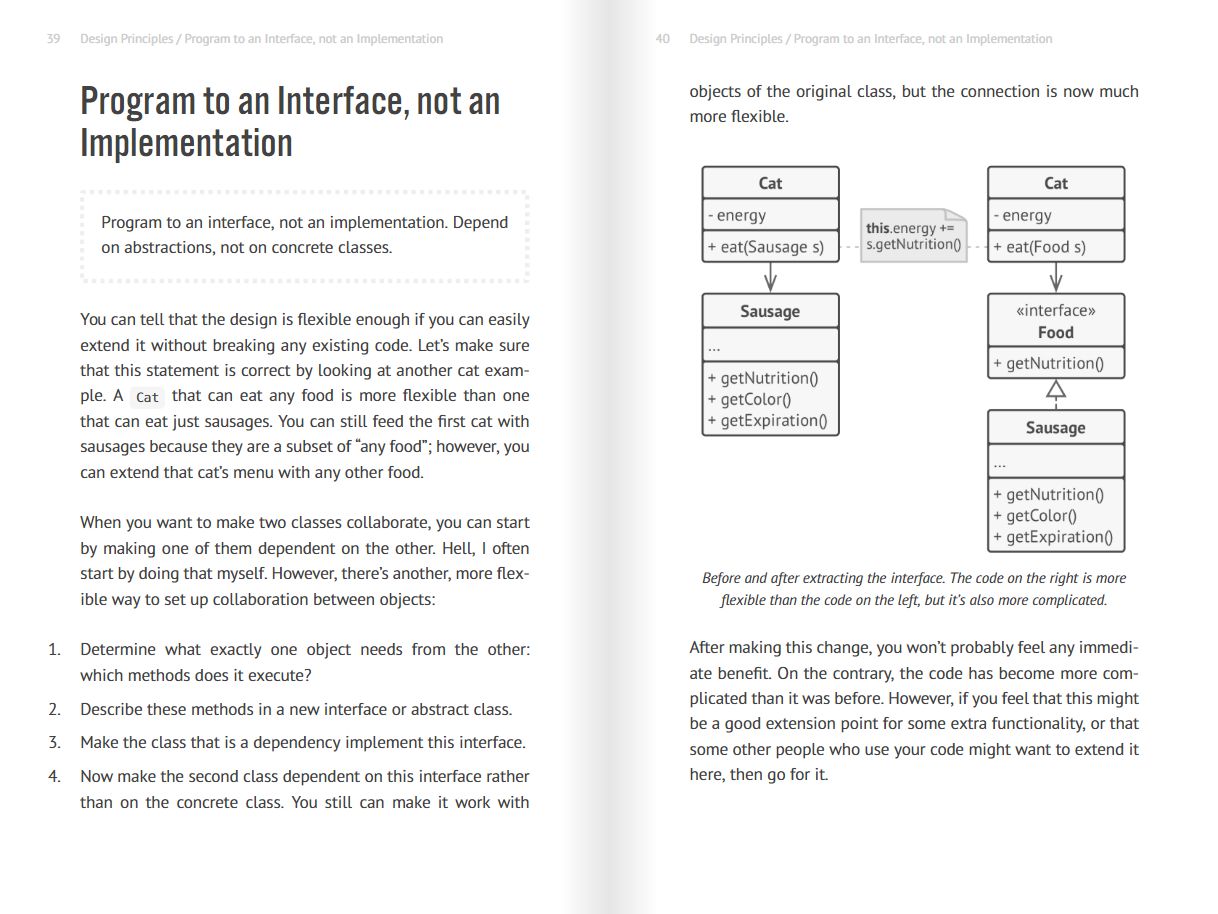 39 Design Principles / Program to an Interface, not an Implementation
Program to an Interface, not an
Implementation
Program to an interface, not an implementation. Depend
on abstractions, not on concrete classes.
You can tell that the design is flexible enough if you can easily
extend it without breaking any existing code. Let’s make sure
that this statement is correct by looking at another cat exam-
ple. A Cat that can eat any food is more flexible than one
that can eat just sausages. You can still feed the first cat with
sausages because they are a subset of “any food”; however, you
can extend that cat’s menu with any other food.
When you want to make two classes collaborate, you can start
by making one of them dependent on the other. Hell, I often
start by doing that myself. However, there’s another, more flex-
ible way to set up collaboration between objects:
1. Determine what exactly one object needs from the other:
which methods does it execute?
2. Describe these methods in a new interface or abstract class.
3. Make the class that is a dependency implement this interface.
4. Now make the second class dependent on this interface rather
than on the concrete class. You still can make it work with
40 Design Principles / Program to an Interface, not an Implementation
objects of the original class, but the connection is now much
more flexible.
Cat
- energy
+ eat(Sausage s)
Sausage
...
+ getNutrition()
+ getColor()
+ getExpiration()
this.energy +=
s.getNutrition()
Cat
- energy
+ eat(Food s)
«interface»
Food
+ getNutrition()
Sausage
...
+ getNutrition()
+ getColor()
+ getExpiration()
Before and after extracting the interface. The code on the right is more
flexible than the code on the left, but it’s also more complicated.
After making this change, you won’t probably feel any immedi-
ate benefit. On the contrary, the code has become more com-
plicated than it was before. However, if you feel that this might
be a good extension point for some extra functionality, or that
some other people who use your code might want to extend it
here, then go for it.